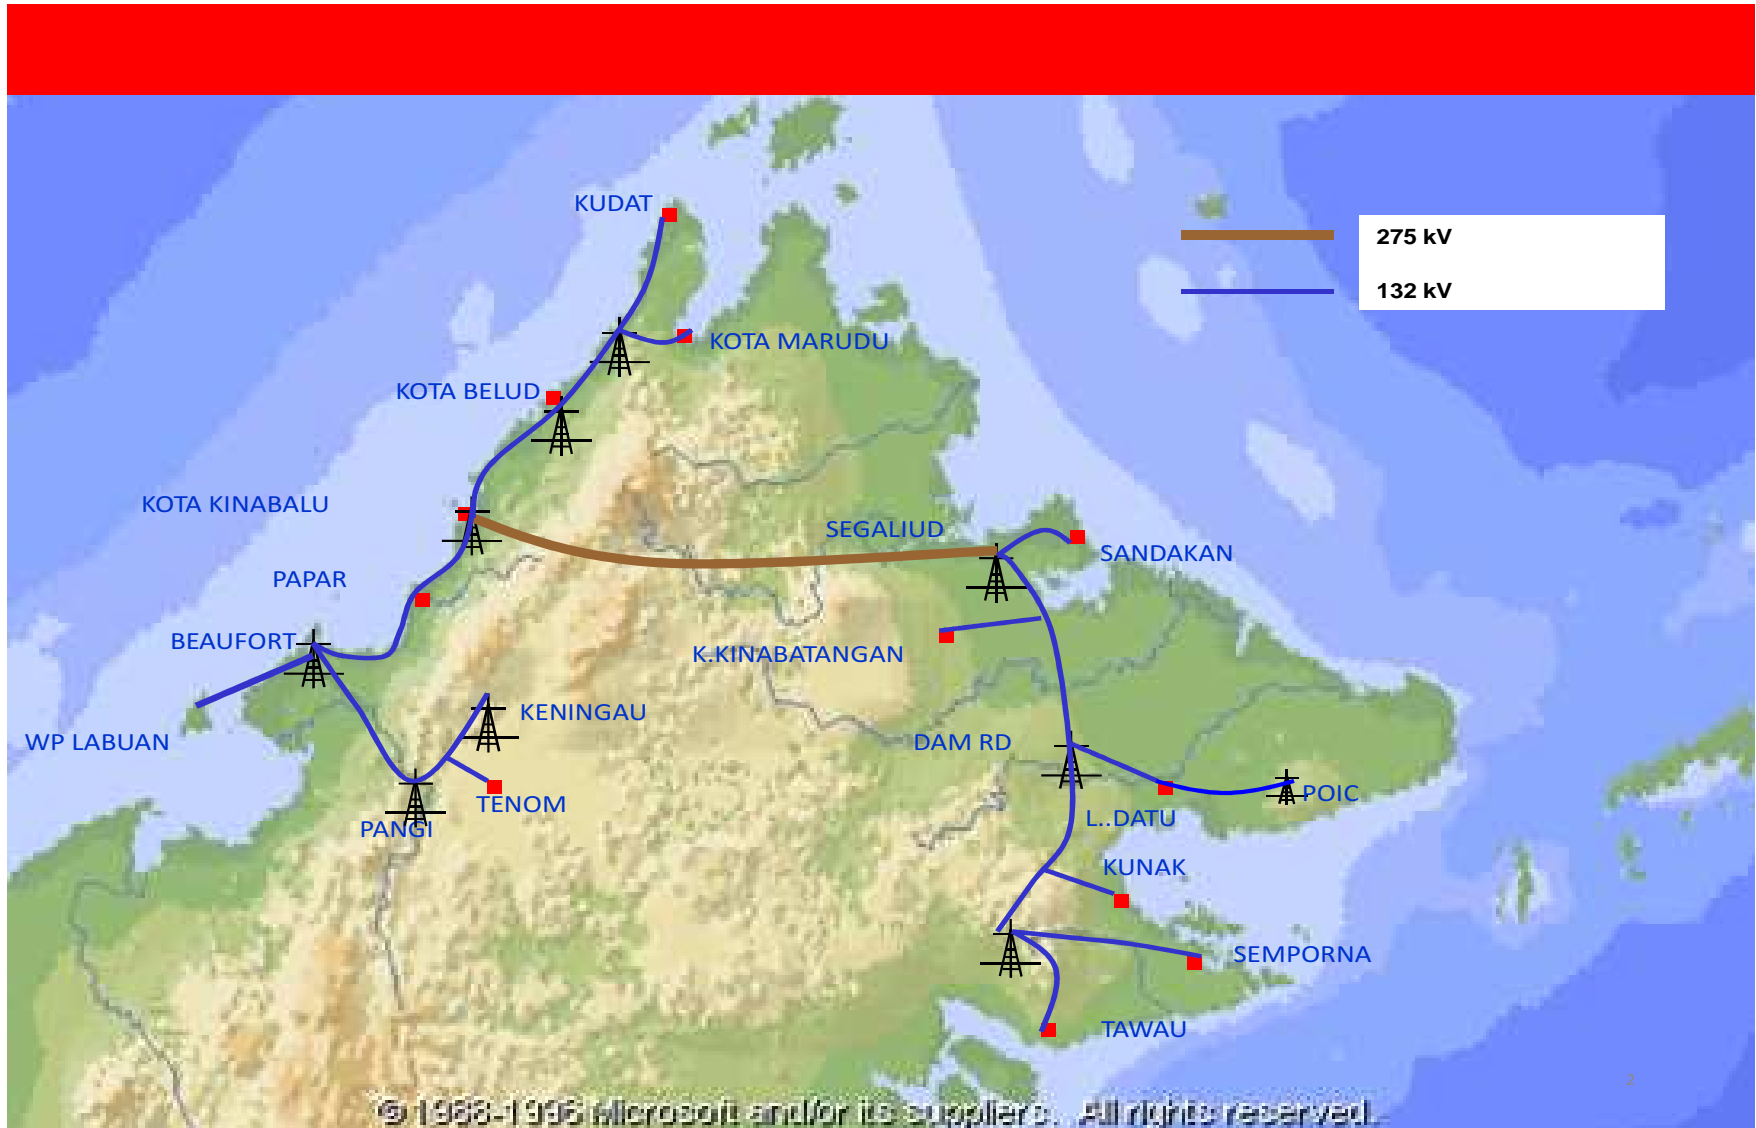 KUDAT
275 kV
132 kV
KOTA MARUDU
KOTA BELUD
KOTA KINABALU
SEGALIUD
SANDAKAN
PAPAR
BEAUFORT
K.KINABATANGAN
KENINGAU
WP LABUAN
DAM RD
POIC
TENOM
L..DATU
PANGI
KUNAK
SEMPORNA
TAWAU
2
© 1988-1996 Microsoft and/or its suppliers. All rights reserved.